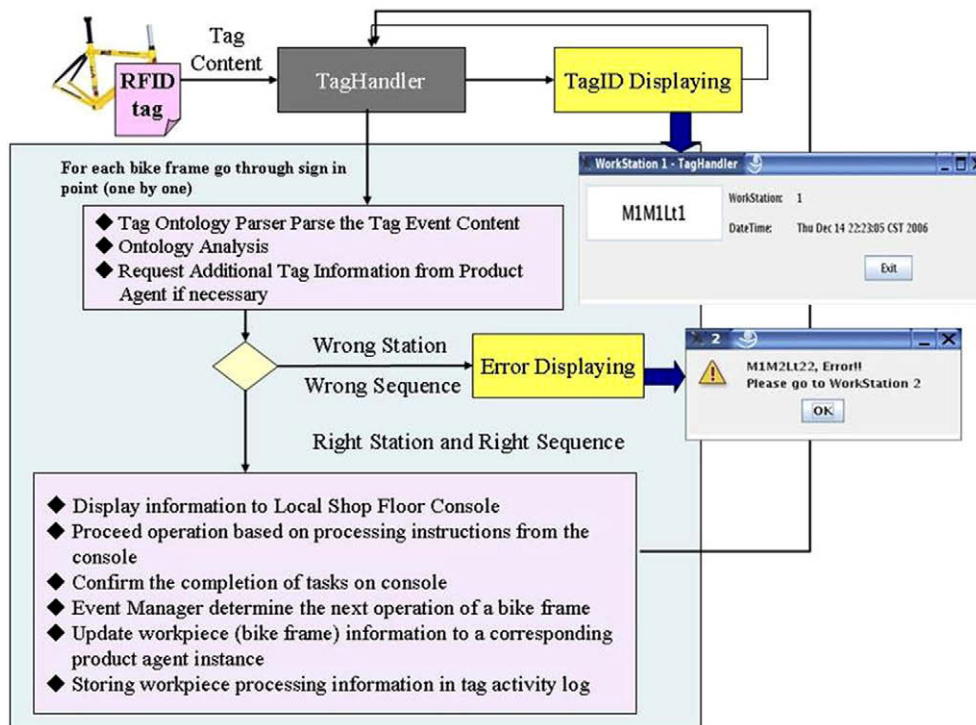 Tag
Content
RFID
tag
TagHandler
TagID Displaying
For each bike frame go through sign in
point (one by one)
WorkStation 1 - TagHandler
M1M1Lt1
WorkStation: 1
DateTime: Thu Dec 14 22:23:05 CST 2006
Exit
◆ Tag Ontology Parser Parse the Tag Event Content
◆ Ontology Analysis
◆ Request Additional Tag Information from Product
Agent if necessary
Wrong Station
Wrong Sequence
Error Displaying
2
M1M2Lt22, Error!!
Please go to WorkStation 2
OK
Right Station and Right Sequence
◆ Display information to Local Shop Floor Console
◆ Proceed operation based on processing instructions from the
console
◆ Confirm the completion of tasks on console
◆ Event Manager determine the next operation of a bike frame
◆ Update workpiece (bike frame) information to a corresponding
product agent instance
◆ Storing workpiece processing information in tag activity log